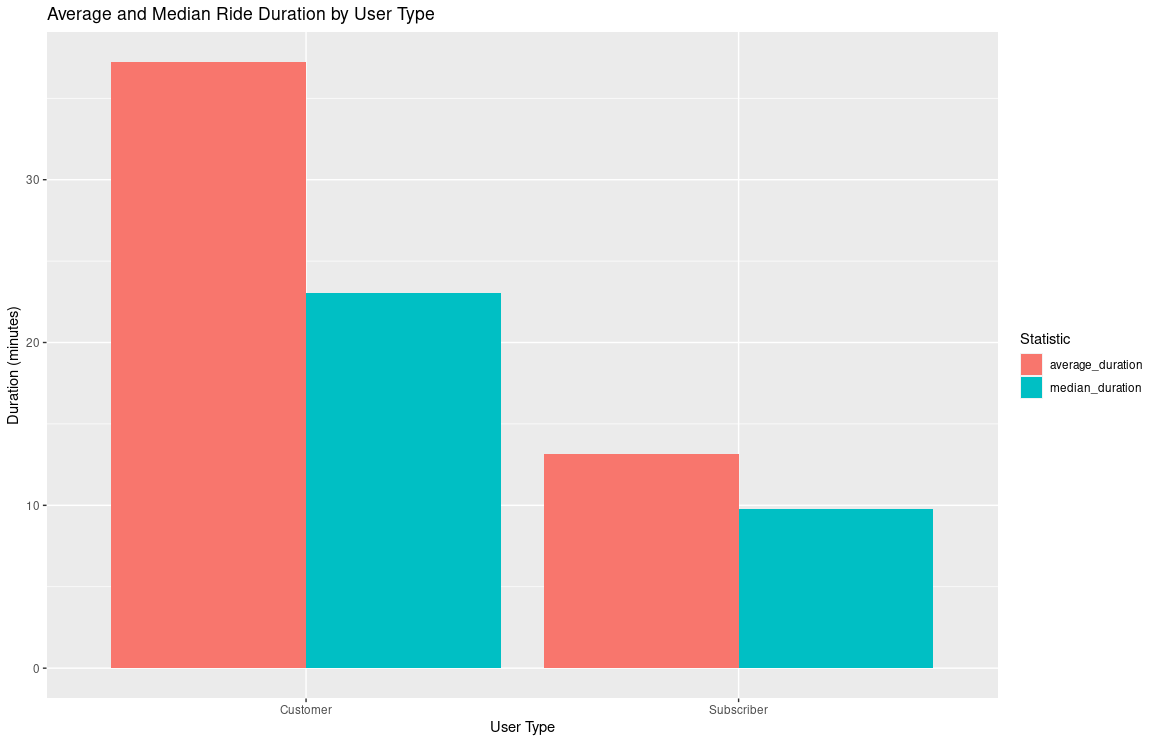 Average and Median Ride Duration by User Type
Duration (minutes)
30
20
10
0
Customer
Subscriber
User Type
Statistic
average_duration
median_duration